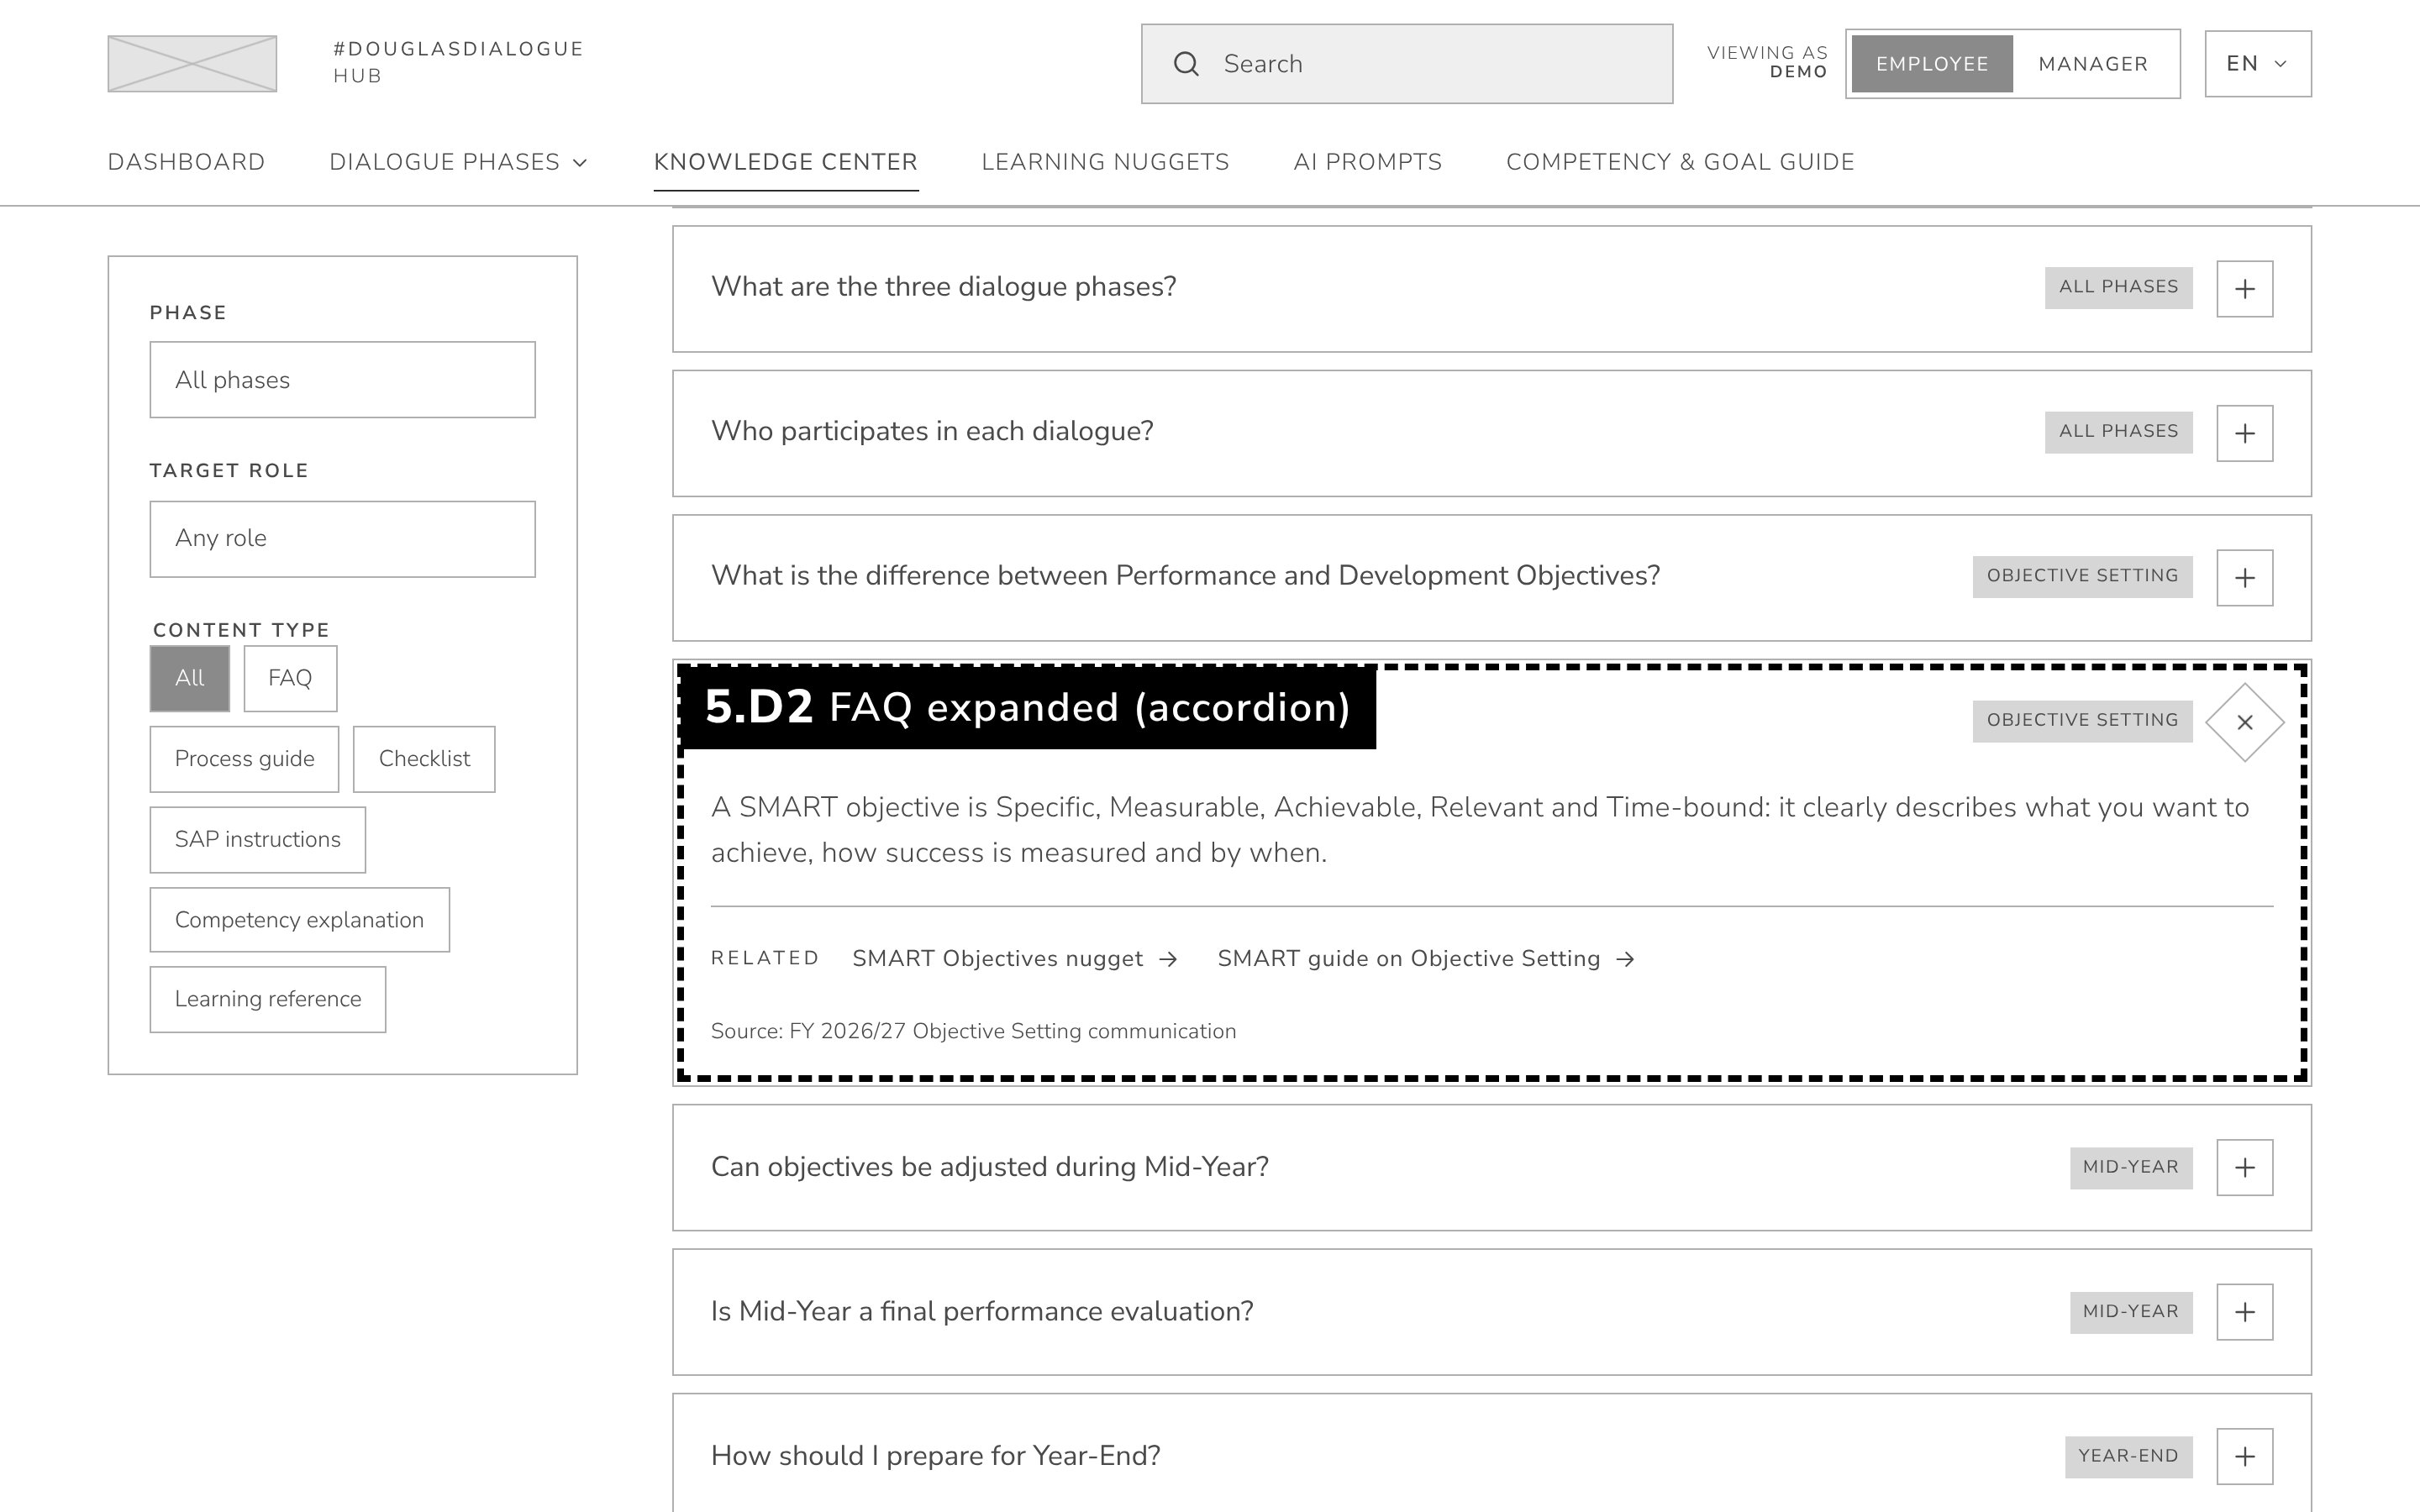 #DOUGLASDIALOGUE
HUB
Search
VIEWING AS
DEMO
EMPLOYEE
MANAGER
EN
DASHBOARD
DIALOGUE PHASES
KNOWLEDGE CENTER
LEARNING NUGGETS
AI PROMPTS
COMPETENCY & GOAL GUIDE
PHASE
All phases
TARGET ROLE
Any role
CONTENT TYPE
All
FAQ
Process guide
Checklist
SAP instructions
Competency explanation
Learning reference
What are the three dialogue phases?
ALL PHASES
Who participates in each dialogue?
ALL PHASES
What is the difference between Performance and Development Objectives?
OBJECTIVE SETTING
5.D2 FAQ expanded (accordion)
OBJECTIVE SETTING
A SMART objective is Specific, Measurable, Achievable, Relevant and Time-bound: it clearly describes what you want to
achieve, how success is measured and by when.
RELATED
SMART Objectives nugget →
SMART guide on Objective Setting →
Source: FY 2026/27 Objective Setting communication
Can objectives be adjusted during Mid-Year?
MID-YEAR
Is Mid-Year a final performance evaluation?
MID-YEAR
How should I prepare for Year-End?
YEAR-END